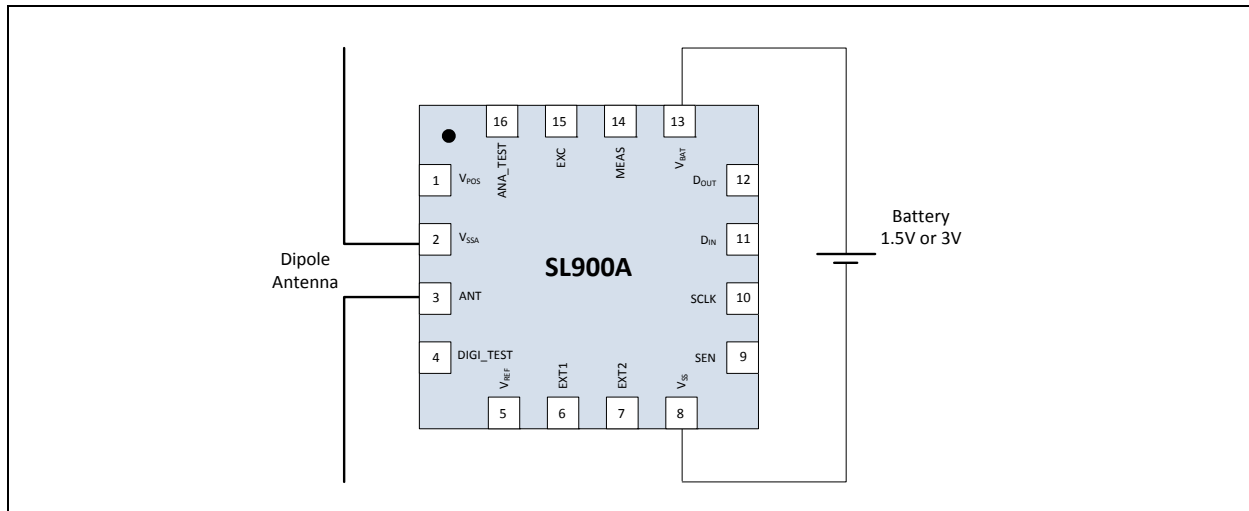 16 15 14 13
ANA_TEST EXC MEAS VBAT
1 VPOS DOUT 12
2 VSSA DIN 11
Dipole
Antenna
SL900A
Battery
1.5V or 3V
3 ANT SCLK 10
4 DIGI_TEST SEN 9
VREF EXT1 EXT2 VSS
5 6 7 8